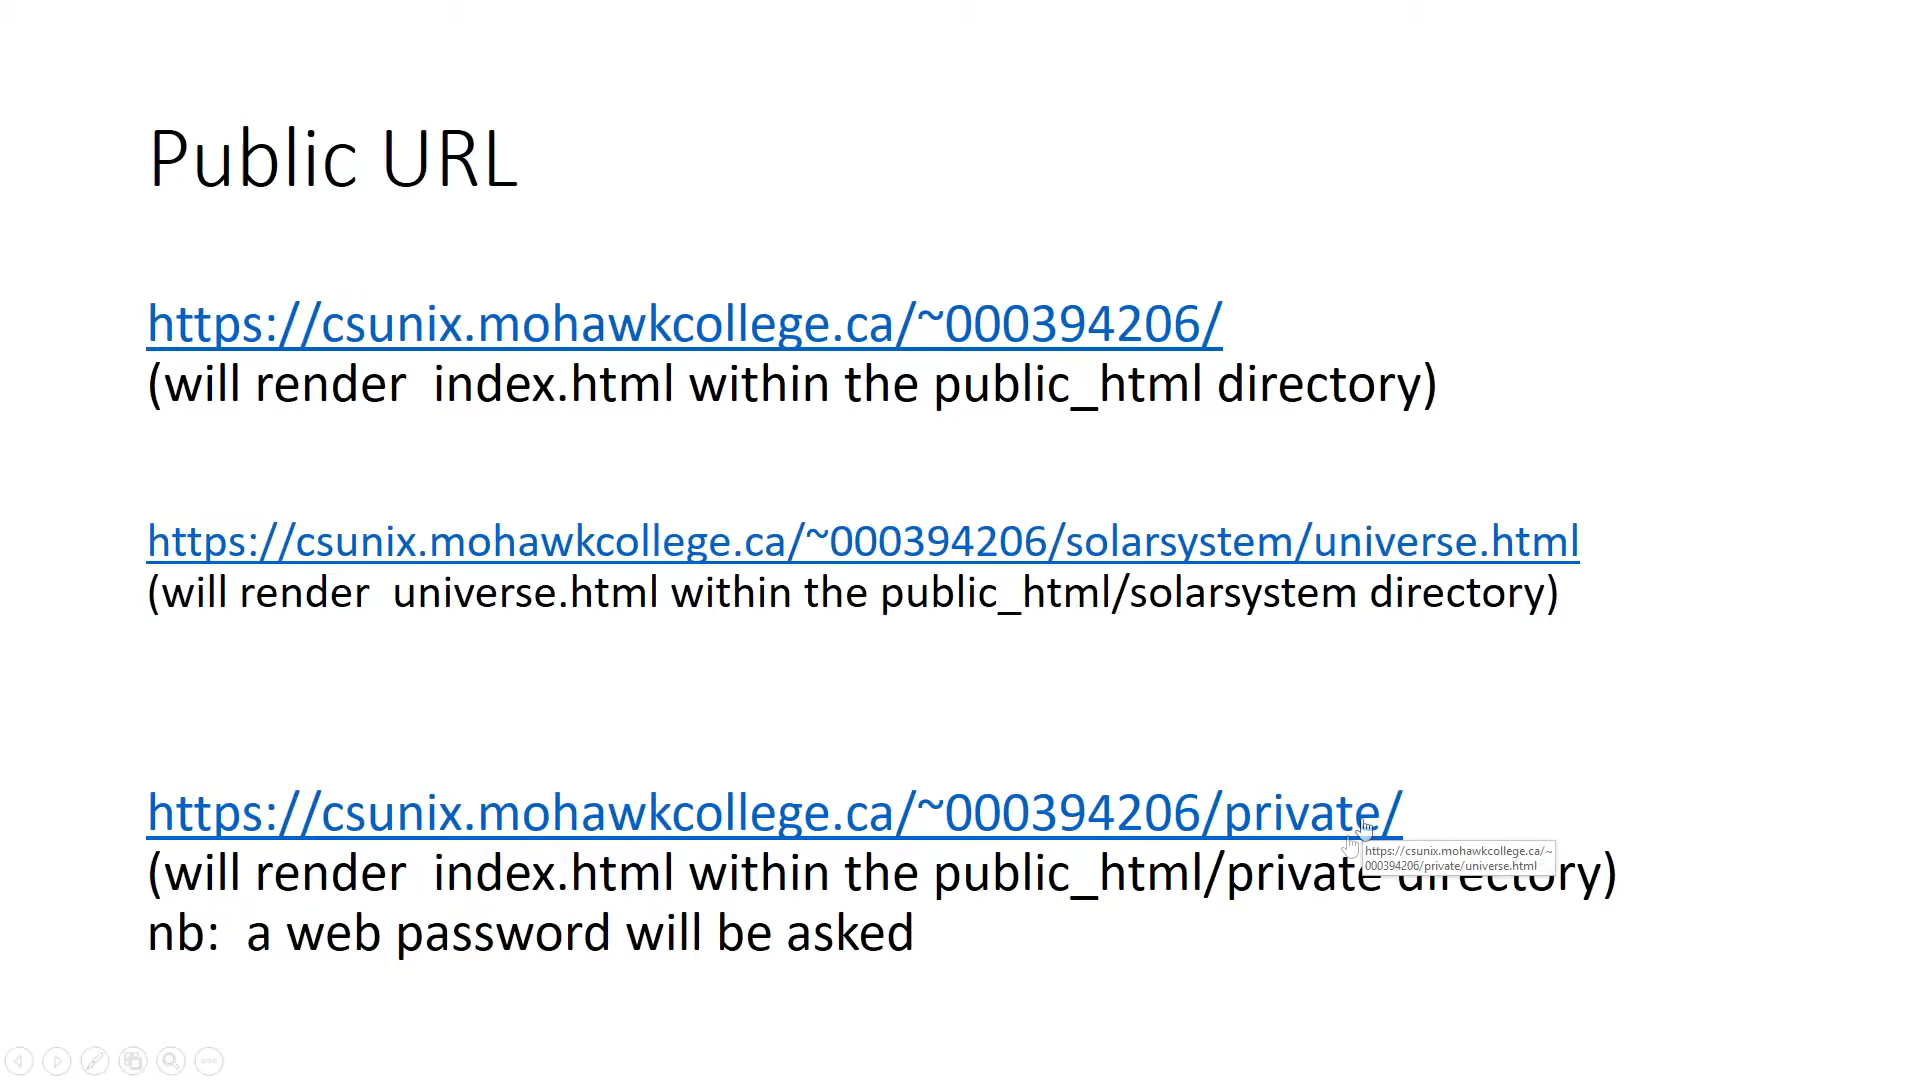 Public URL
https://csunix.mohawkcollege.ca/~000394206/
(will render  index.html within the public_html directory)
https://csunix.mohawkcollege.ca/~000394206/solarsystem/universe.html
(will render  universe.html within the public_html/solarsystem directory)
https://csunix.mohawkcollege.ca/~000394206/private/
https://csunix.mohawkcollege.ca/~
000394206/private/universe.html
(will render  index.html within the public_html/private directory)
nb:  a web password will be asked